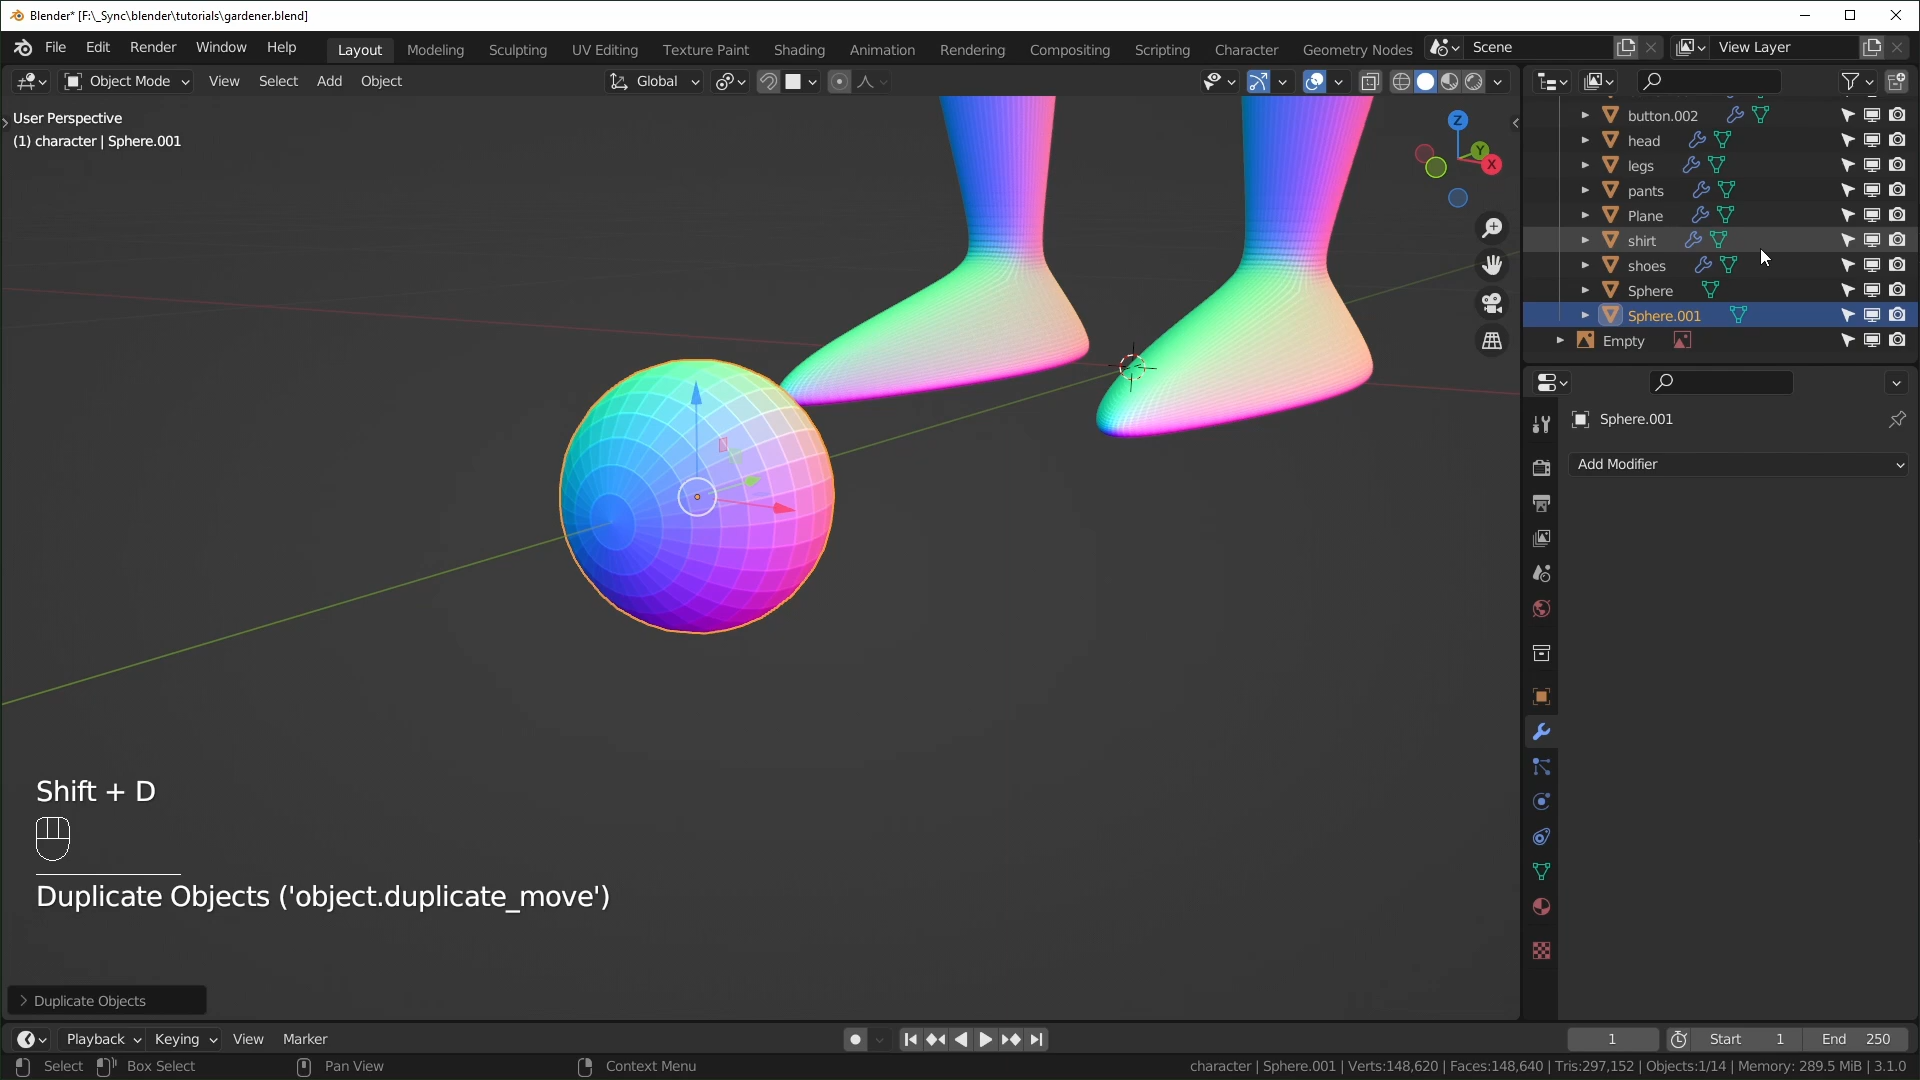 Blender* [F:\_Sync\blender\tutorials\gardener.blend]
File Edit Render Window Help
Layout Modeling Sculpting UV Editing Texture Paint Shading Animation Rendering Compositing Scripting Character Geometry Nodes
Scene
View Layer
Object Mode View Select Add Object
Global
User Perspective
(1) character | Sphere.001
Z
Y
X
button.002
head
legs
pants
Plane
shirt
shoes
Sphere
Sphere.001
Empty
Sphere.001
Add Modifier
Shift + D
Duplicate Objects ('object.duplicate_move')
Duplicate Objects
Playback Keying View Marker
1
Start 1
End 250
Select Box Select Pan View Context Menu
character | Sphere.001 | Verts:148,620 | Faces:148,640 | Tris:297,152 | Objects:1/14 | Memory: 289.5 MiB | 3.1.0